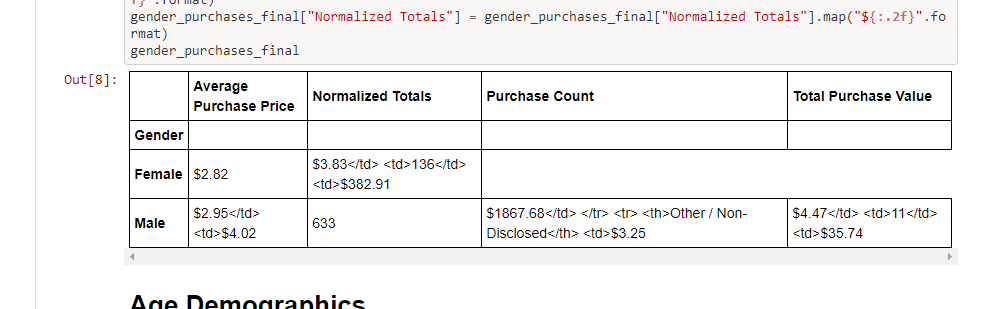 gender_purchases_final["Normalized Totals"] = gender_purchases_final["Normalized Totals"].map("${:.2f}".fo
rmat)
gender_purchases_final
Out[8]:
Average
Purchase Price
Normalized Totals
Purchase Count
Total Purchase Value
Gender
Female
$2.82
$3.83</td> <td>136</td>
<td>$382.91
Male
$2.95</td>
<td>$4.02
633
$1867.68</td> </tr> <tr> <th>Other / Non-
Disclosed</th> <td>$3.25
$4.47</td> <td>11</td>
<td>$35.74
Age Demographics